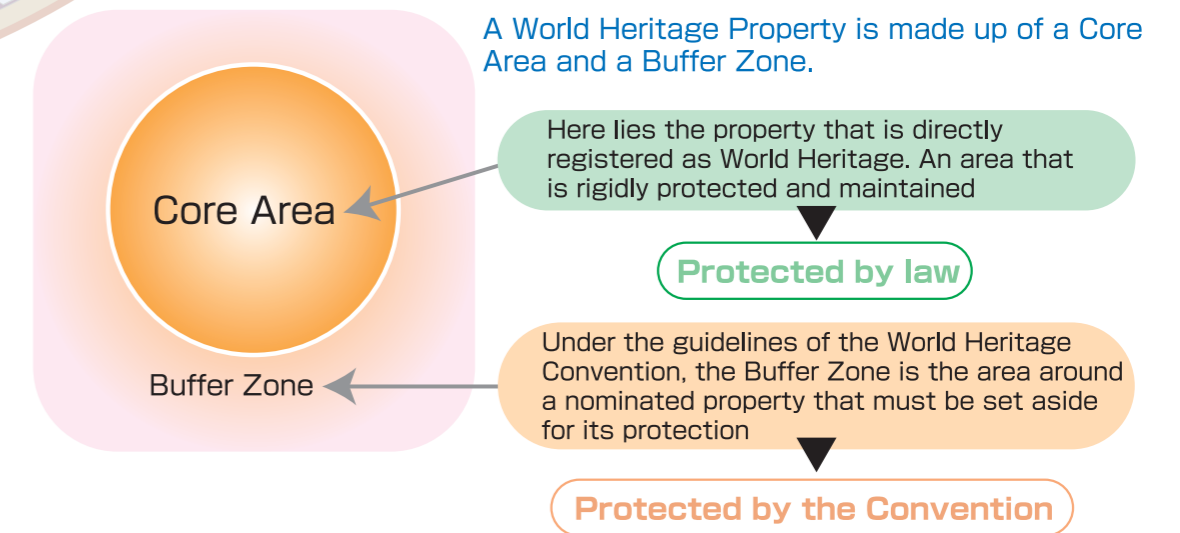 A World Heritage Property is made up of a Core
Area and a Buffer Zone.
Core Area
Here lies the property that is directly
registered as World Heritage. An area that
is rigidly protected and maintained
Protected by law
Buffer Zone
Under the guidelines of the World Heritage
Convention, the Buffer Zone is the area around
a nominated property that must be set aside
for its protection
Protected by the Convention